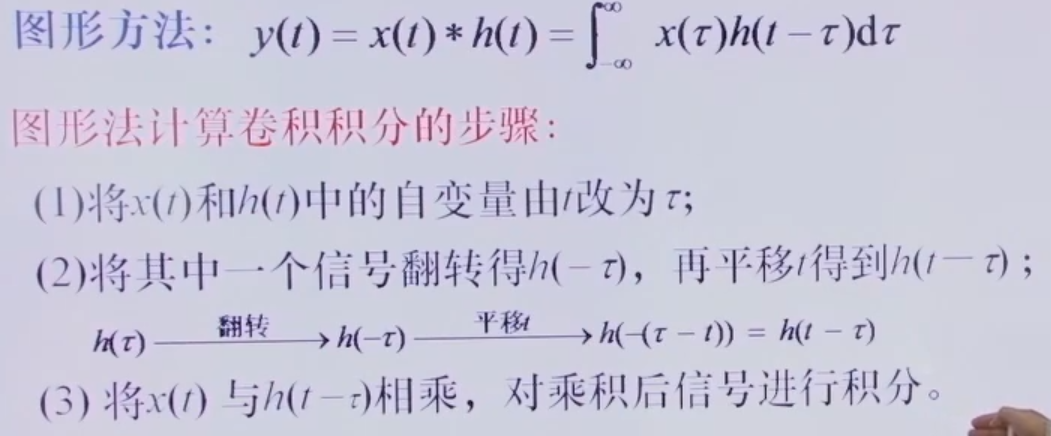 图形方法：y(t) = x(t) * h(t) = ∫_{-∞}^{∞} x(τ)h(t − τ)dτ
图形法计算卷积积分的步骤：
(1)将x(t)和h(t)中的自变量由t改为τ;
(2)将其中一个信号翻转得h(− τ)，再平移t得到h(t − τ)；
h(τ) 翻转→ h(−τ) 平移t→ h(−(τ − t)) = h(t − τ)
(3) 将x(t) 与h(t − τ)相乘，对乘积后信号进行积分。